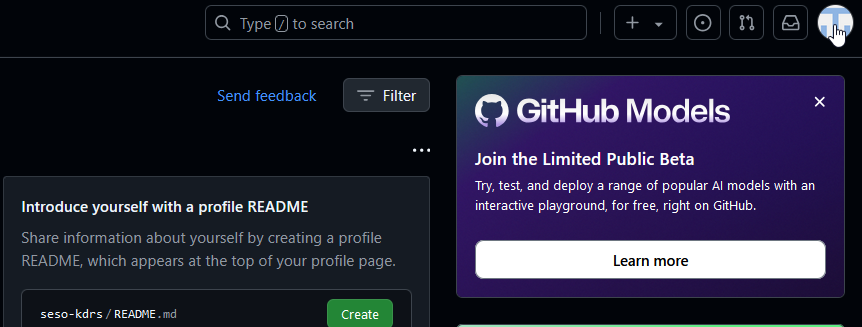 Type / to search
Send feedback
Filter
GitHub Models
Join the Limited Public Beta
Try, test, and deploy a range of popular AI models with an
interactive playground, for free, right on GitHub.
Learn more
Introduce yourself with a profile README
Share information about yourself by creating a profile
README, which appears at the top of your profile page.
seso-kdrs/README.md
Create